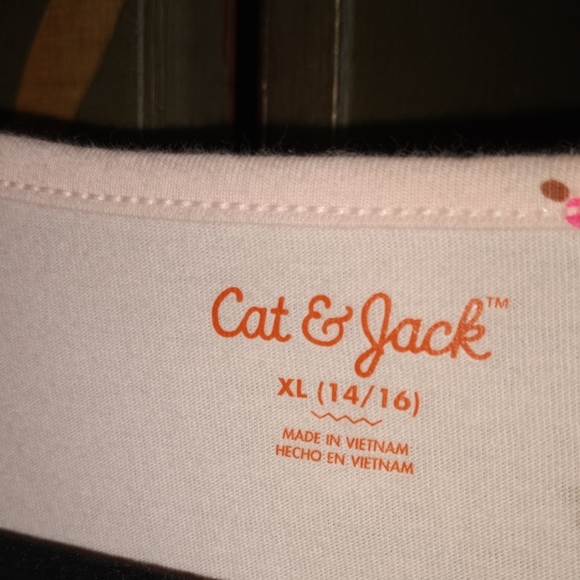 Cat & Jack™
XL (14/16)
MADE IN VIETNAM
HECHO EN VIETNAM